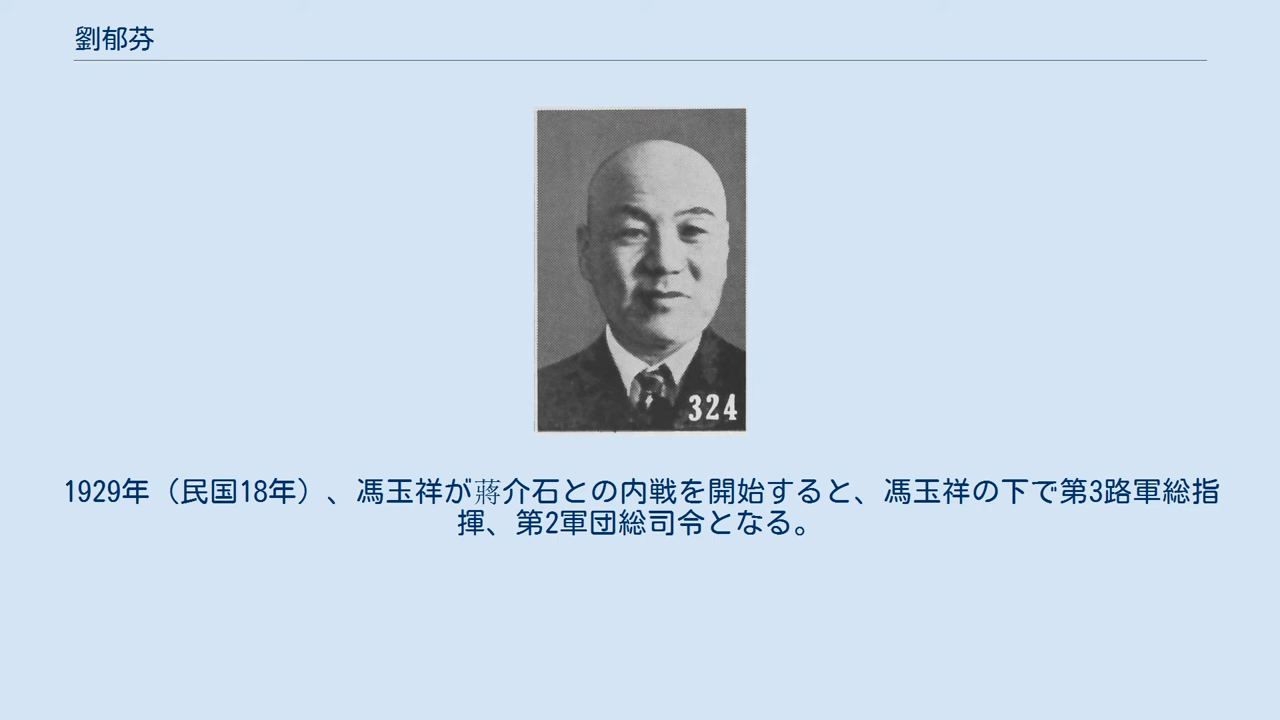 劉郁芬
324
1929年（民国18年）、馮玉祥が蔣介石との内戦を開始すると、馮玉祥の下で第3路軍総指
揮、第2軍団総司令となる。